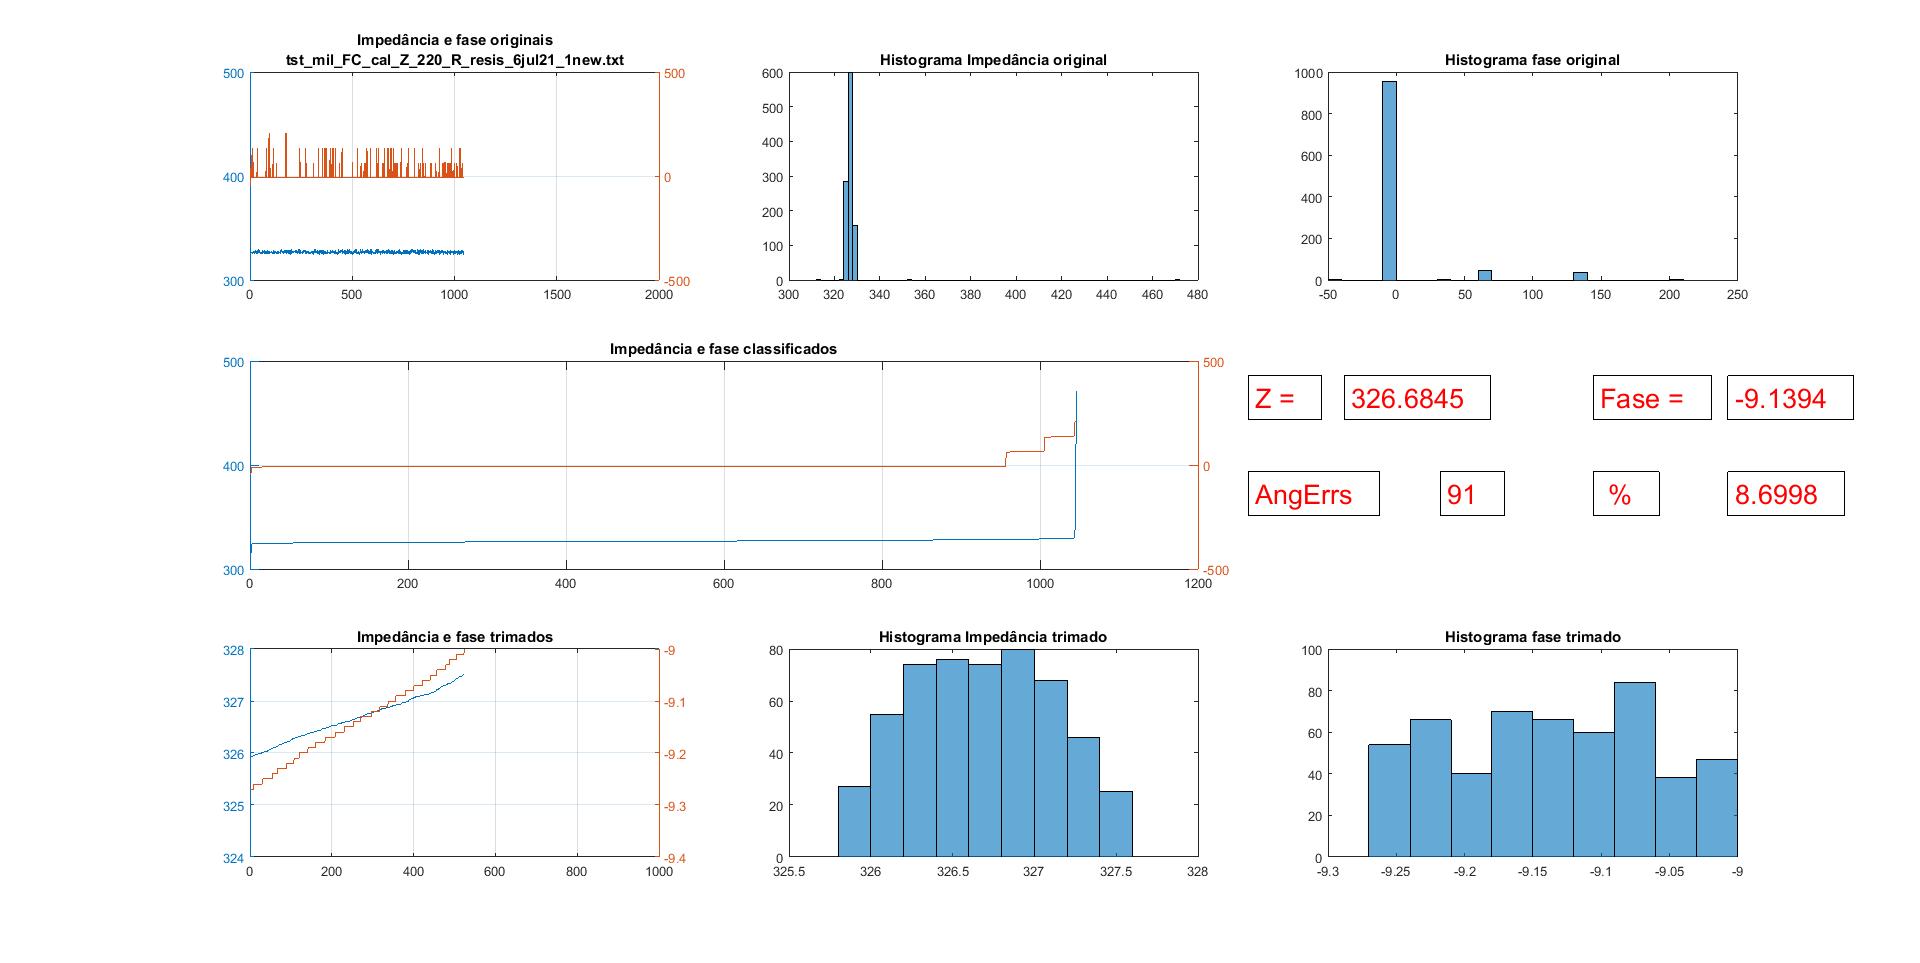 Impedância e fase originais
tst_mil_FC_cal_Z_220_R_resis_6jul21_1new.txt
500
400
300
500
0
-500
0 500 1000 1500 2000
Histograma Impedância original
600
500
400
300
200
100
0
300 320 340 360 380 400 420 440 460 480
Histograma fase original
1000
800
600
400
200
0
-50 0 50 100 150 200 250
Impedância e fase classificados
500
400
300
500
0
-500
0 200 400 600 800 1000 1200
Z = 326.6845 Fase = -9.1394
AngErrs 91 % 8.6998
Impedância e fase trimados
328
327
326
325
324
-9
-9.1
-9.2
-9.3
-9.4
0 200 400 600 800 1000
Histograma Impedância trimado
80
60
40
20
0
325.5 326 326.5 327 327.5 328
Histograma fase trimado
100
80
60
40
20
0
-9.3 -9.25 -9.2 -9.15 -9.1 -9.05 -9